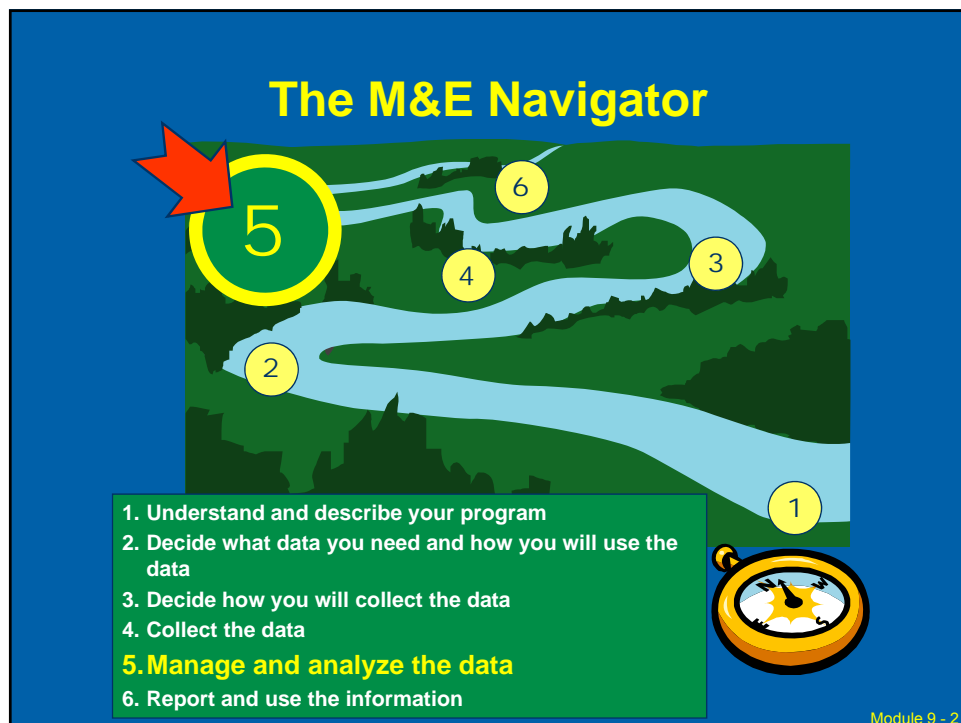 The M&E Navigator
5
6
4
3
2
1
1. Understand and describe your program
2. Decide what data you need and how you will use the
data
3. Decide how you will collect the data
4. Collect the data
5.Manage and analyze the data
6. Report and use the information
N
W
E
S
Module 9 - 2